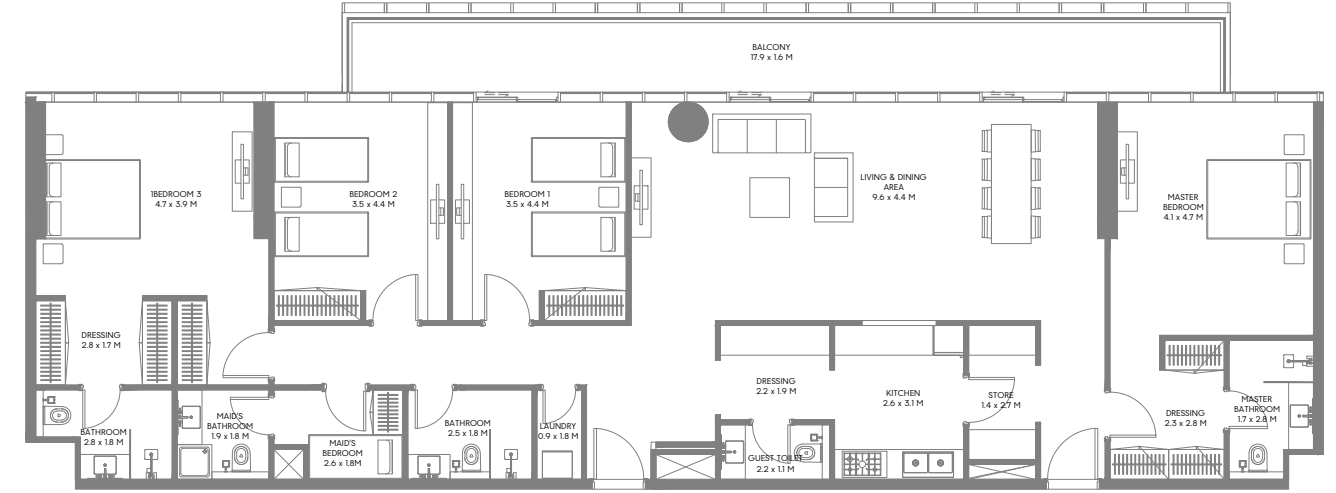 BALCONY
17.9 x 1.6 M
1BEDROOM 3
4.7 x 3.9 M
BEDROOM 2
3.5 x 4.4 M
BEDROOM 1
3.5 x 4.4 M
LIVING & DINING
AREA
9.6 x 4.4 M
MASTER
BEDROOM
4.1 x 4.7 M
DRESSING
2.8 x 1.7 M
DRESSING
2.2 x 1.9 M
KITCHEN
2.6 x 3.1 M
STORE
1.4 x 2.7 M
BATHROOM
2.8 x 1.8 M
MAID'S
BATHROOM
1.9 x 1.8 M
MAID'S
BEDROOM
2.6 x 1.8M
BATHROOM
2.5 x 1.8 M
LAUNDRY
0.9 x 1.8 M
GUEST TOILET
2.2 x 1.1 M
DRESSING
2.3 x 2.8 M
MASTER
BATHROOM
1.7 x 2.8 M